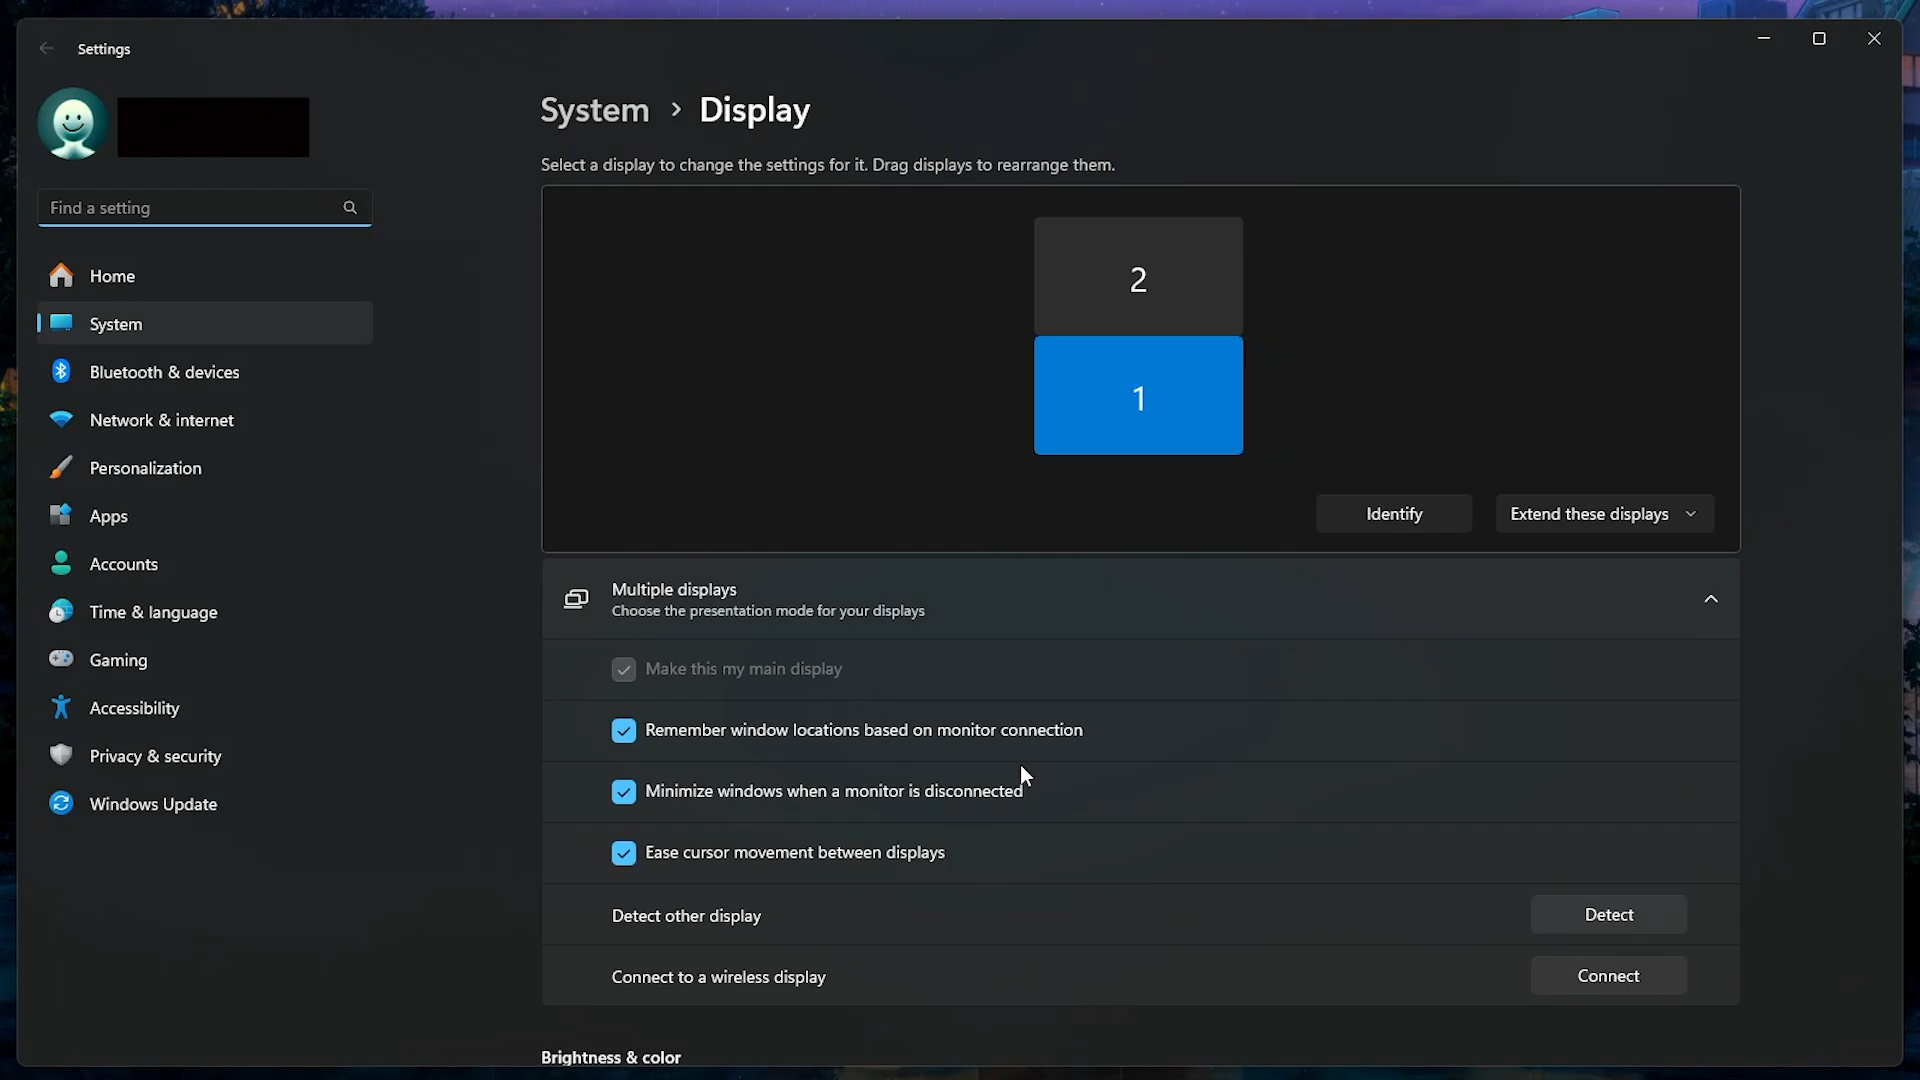 Settings
Find a setting
Home
System
Bluetooth & devices
Network & internet
Personalization
Apps
Accounts
Time & language
Gaming
Accessibility
Privacy & security
Windows Update
System > Display
Select a display to change the settings for it. Drag displays to rearrange them.
2
1
Identify
Extend these displays
Multiple displays
Choose the presentation mode for your displays
Make this my main display
Remember window locations based on monitor connection
Minimize windows when a monitor is disconnected
Ease cursor movement between displays
Detect other display
Detect
Connect to a wireless display
Connect
Brightness & color